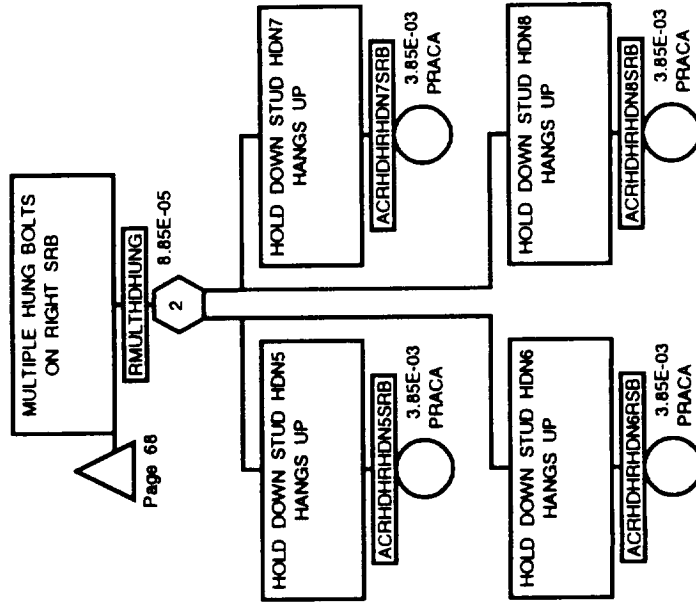 MULTIPLE HUNG BOLTS
ON RIGHT SRB
Page 68
RMULTHDHUNG
8.85E-05
2
HOLD DOWN STUD HDN5
HANGS UP
ACRHDHRHDN5SRB
3.85E-03
PRACA
HOLD DOWN STUD HDN7
HANGS UP
ACRHDHRHDN7SRB
3.85E-03
PRACA
HOLD DOWN STUD HDN6
HANGS UP
ACRHDHRHDN6RSB
3.85E-03
PRACA
HOLD DOWN STUD HDN8
HANGS UP
ACRHDHRHDN8SRB
3.85E-03
PRACA